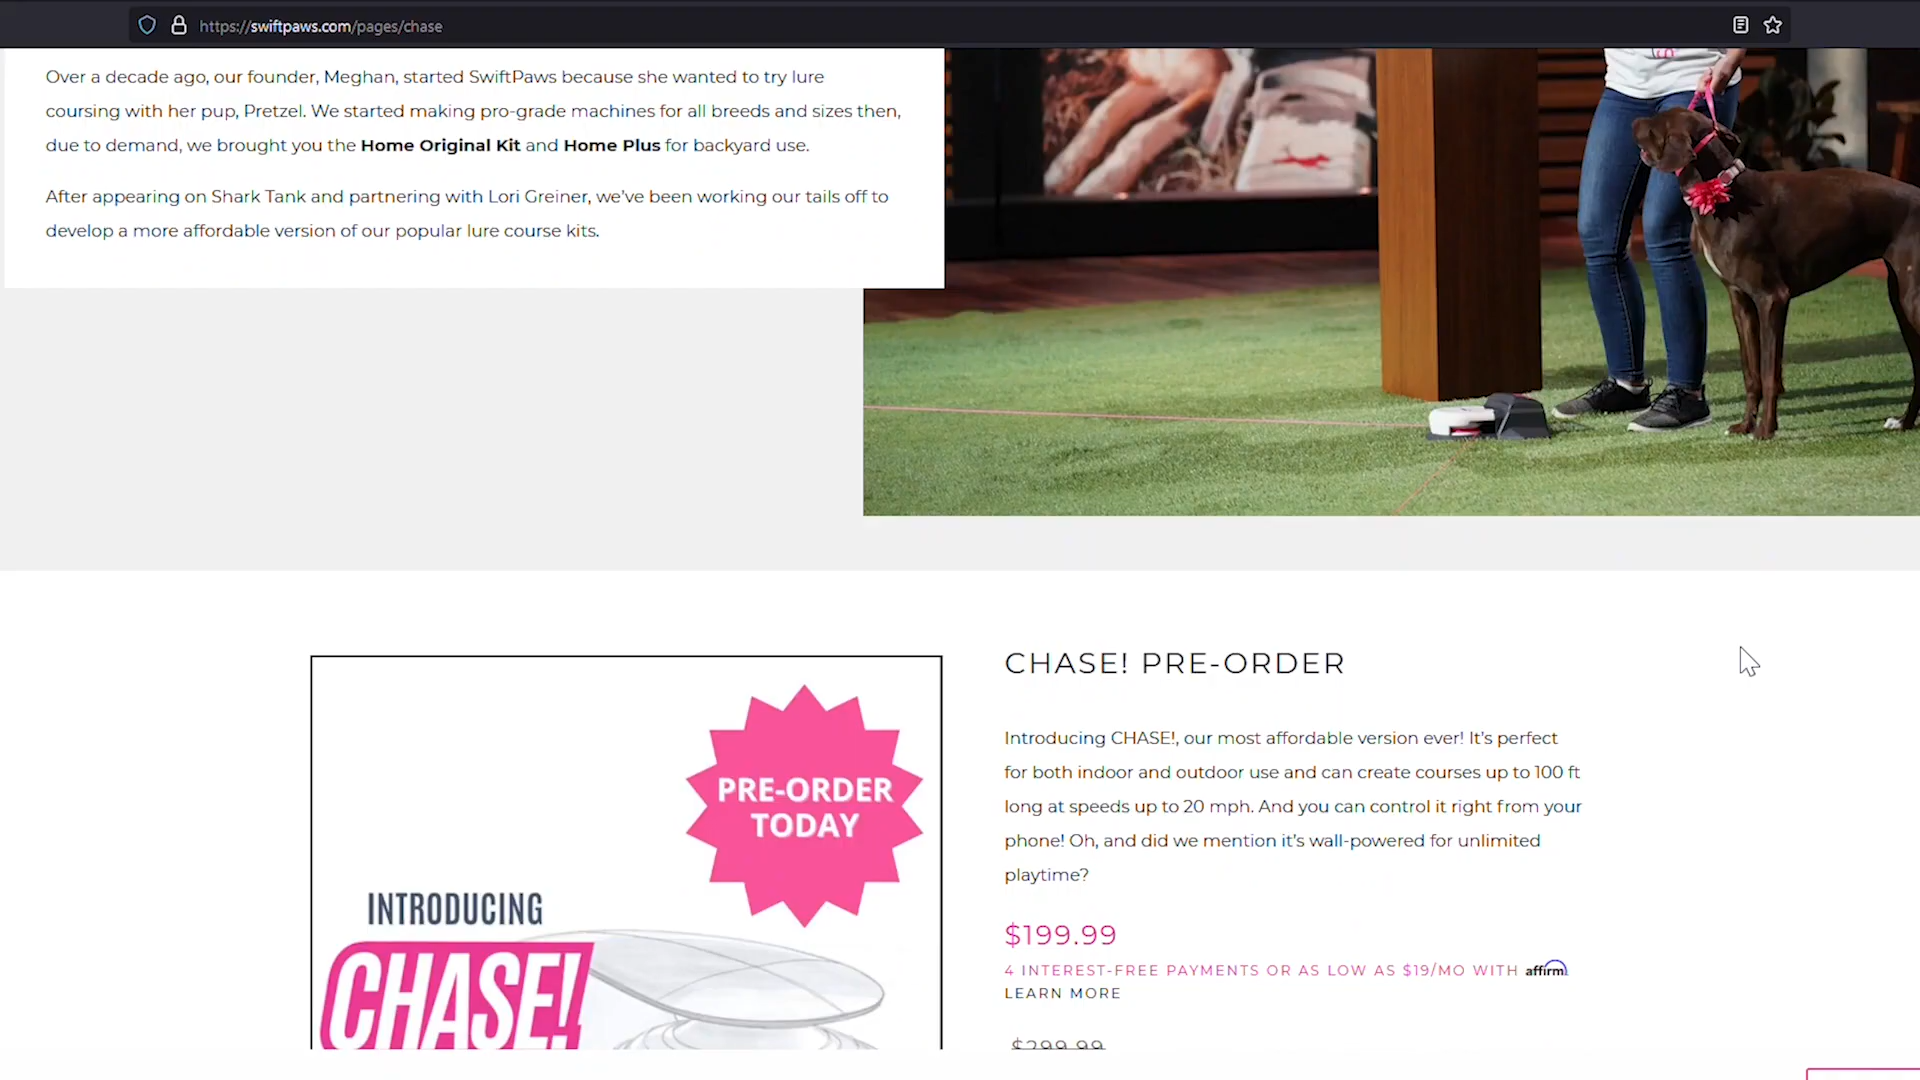 https://swiftpaws.com/pages/chase
Over a decade ago, our founder, Meghan, started SwiftPaws because she wanted to try lure
coursing with her pup, Pretzel. We started making pro-grade machines for all breeds and sizes then,
due to demand, we brought you the Home Original Kit and Home Plus for backyard use.
After appearing on Shark Tank and partnering with Lori Greiner, we've been working our tails off to
develop a more affordable version of our popular lure course kits.
PRE-ORDER
TODAY
INTRODUCING
CHASE!
CHASE! PRE-ORDER
Introducing CHASE!, our most affordable version ever! It's perfect
for both indoor and outdoor use and can create courses up to 100 ft
long at speeds up to 20 mph. And you can control it right from your
phone! Oh, and did we mention it's wall-powered for unlimited
playtime?
$199.99
4 INTEREST-FREE PAYMENTS OR AS LOW AS $19/MO WITH affirm
LEARN MORE
$299.99